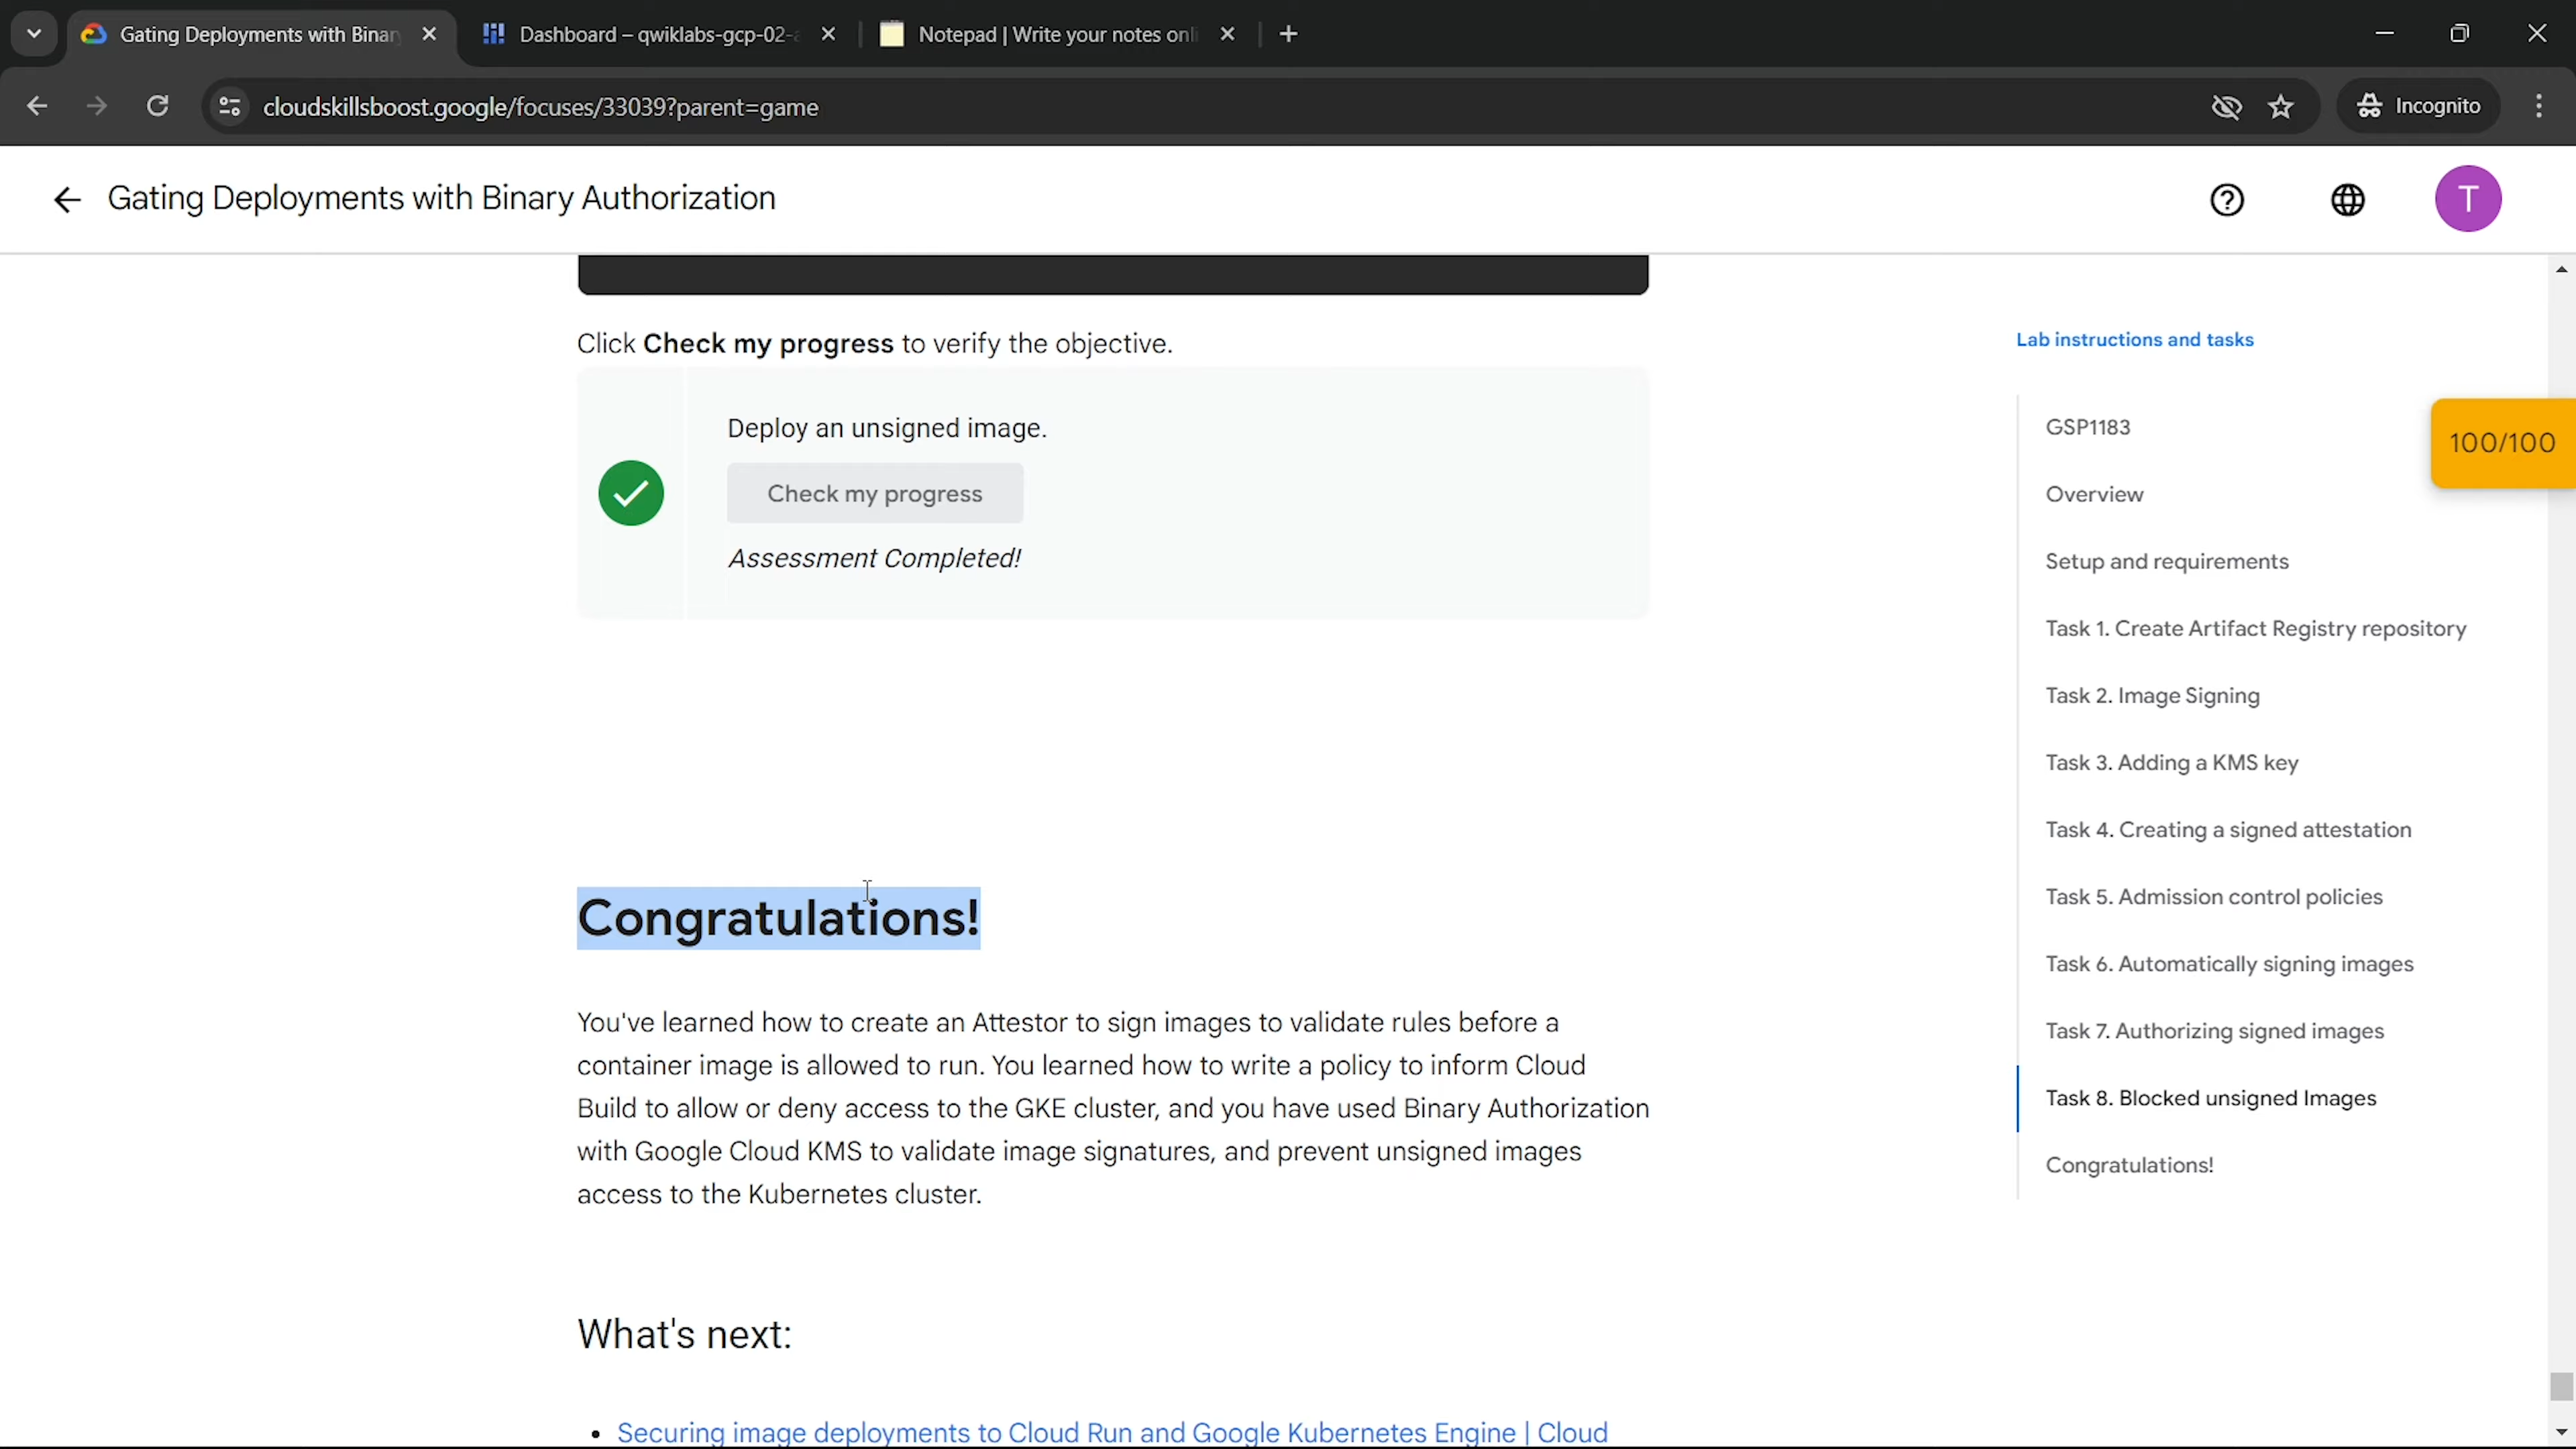 Gating Deployments with Binary
Dashboard – qwiklabs-gcp-02-
Notepad | Write your notes onli
cloudskillsboost.google/focuses/33039?parent=game
Incognito
Gating Deployments with Binary Authorization
T
Click Check my progress to verify the objective.
Deploy an unsigned image.
Check my progress
Assessment Completed!
Congratulations!
You've learned how to create an Attestor to sign images to validate rules before a
container image is allowed to run. You learned how to write a policy to inform Cloud
Build to allow or deny access to the GKE cluster, and you have used Binary Authorization
with Google Cloud KMS to validate image signatures, and prevent unsigned images
access to the Kubernetes cluster.
What's next:
• Securing image deployments to Cloud Run and Google Kubernetes Engine | Cloud
Lab instructions and tasks
GSP1183
100/100
Overview
Setup and requirements
Task 1. Create Artifact Registry repository
Task 2. Image Signing
Task 3. Adding a KMS key
Task 4. Creating a signed attestation
Task 5. Admission control policies
Task 6. Automatically signing images
Task 7. Authorizing signed images
Task 8. Blocked unsigned Images
Congratulations!